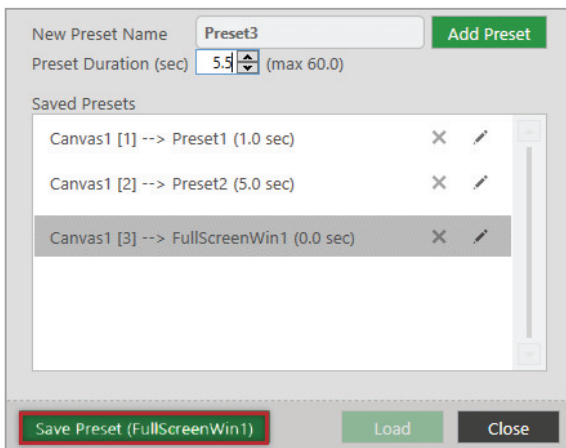 New Preset Name Preset3 Add Preset
Preset Duration (sec) 5.5 (max 60.0)
Saved Presets
Canvas1 [1] --> Preset1 (1.0 sec)
Canvas1 [2] --> Preset2 (5.0 sec)
Canvas1 [3] --> FullScreenWin1 (0.0 sec)
Save Preset (FullScreenWin1) Load Close